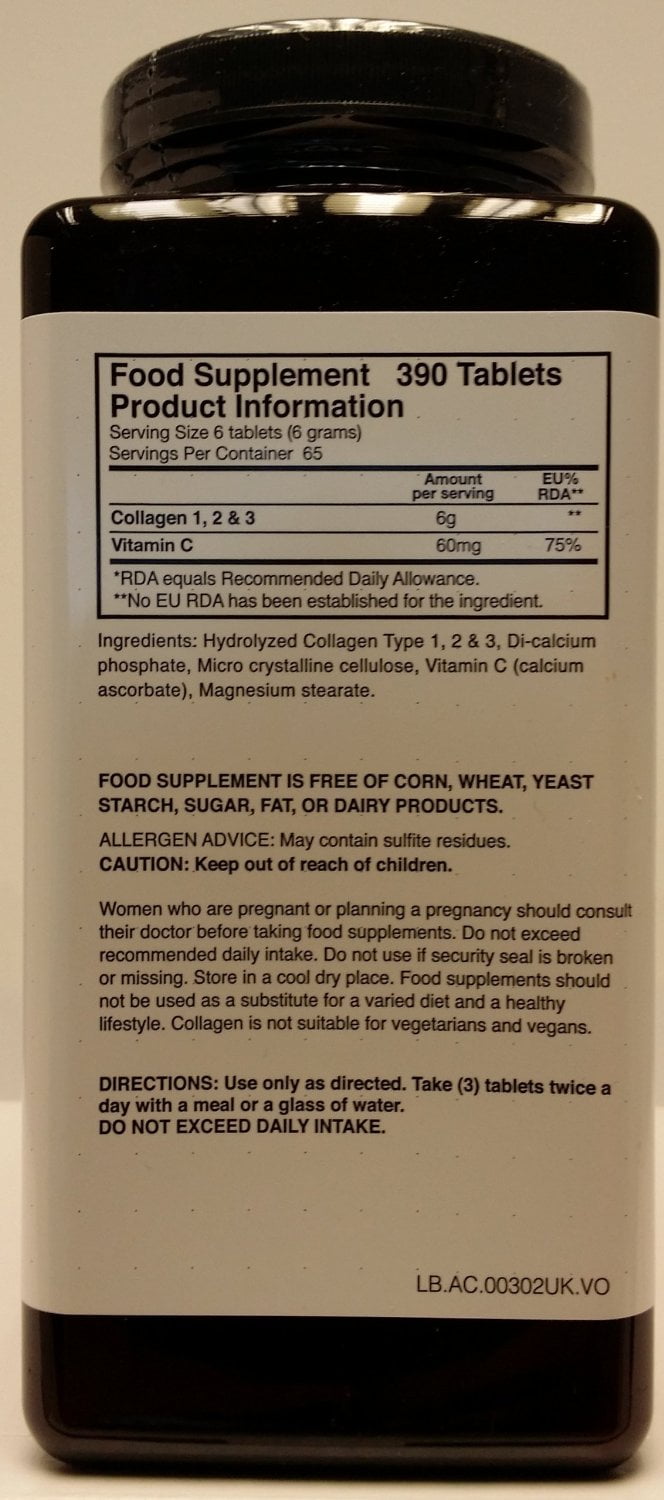 Food Supplement 390 Tablets
Product Information
Serving Size 6 tablets (6 grams)
Servings Per Container 65
Amount per serving EU% RDA**
Collagen 1, 2 & 3 6g **
Vitamin C 60mg 75%
*RDA equals Recommended Daily Allowance.
**No EU RDA has been established for the ingredient.
Ingredients: Hydrolyzed Collagen Type 1, 2 & 3, Di-calcium
phosphate, Micro crystalline cellulose, Vitamin C (calcium
ascorbate), Magnesium stearate.
FOOD SUPPLEMENT IS FREE OF CORN, WHEAT, YEAST
STARCH, SUGAR, FAT, OR DAIRY PRODUCTS.
ALLERGEN ADVICE: May contain sulfite residues.
CAUTION: Keep out of reach of children.
Women who are pregnant or planning a pregnancy should consult
their doctor before taking food supplements. Do not exceed
recommended daily intake. Do not use if security seal is broken
or missing. Store in a cool dry place. Food supplements should
not be used as a substitute for a varied diet and a healthy
lifestyle. Collagen is not suitable for vegetarians and vegans.
DIRECTIONS: Use only as directed. Take (3) tablets twice a
day with a meal or a glass of water.
DO NOT EXCEED DAILY INTAKE.
LB.AC.00302UK.VO